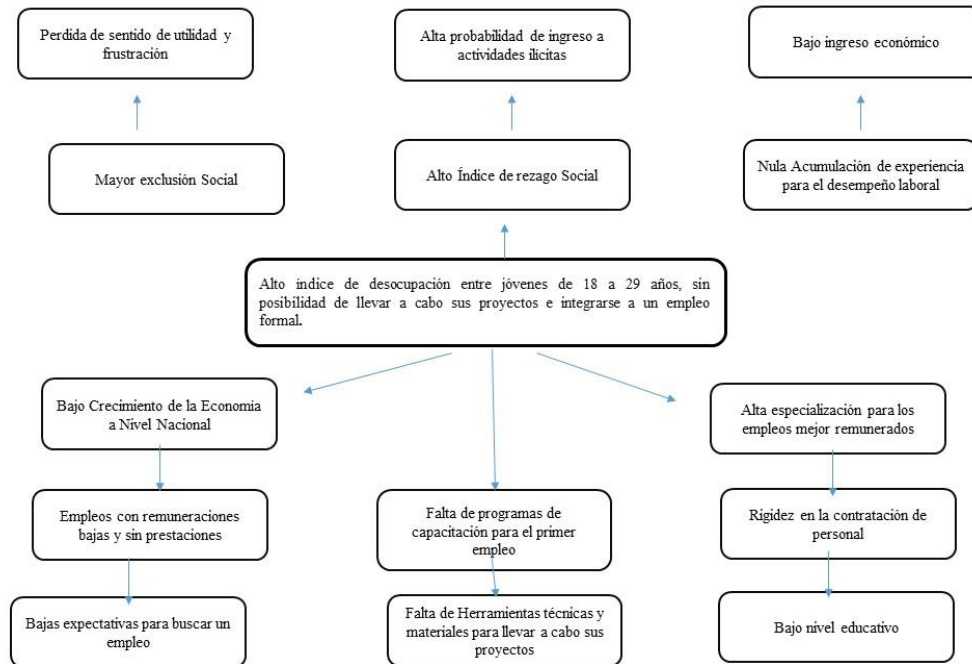 Perdida de sentido de utilidad y
frustración
Alta probabilidad de ingreso a
actividades ilícitas
Bajo ingreso económico
Mayor exclusión Social
Alto Índice de rezago Social
Nula Acumulación de experiencia
para el desempeño laboral
Alto indice de desocupación entre jóvenes de 18 a 29 años, sin
posibilidad de llevar a cabo sus proyectos e integrarse a un empleo
formal.
Bajo Crecimiento de la Economía
a Nivel Nacional
Alta especialización para los
empleos mejor remunerados
Empleos con remuneraciones
bajas y sin prestaciones
Falta de programas de
capacitación para el primer
empleo
Rigidez en la contratación de
personal
Bajas expectativas para buscar un
empleo
Falta de Herramientas técnicas y
materiales para llevar a cabo sus
proyectos
Bajo nivel educativo